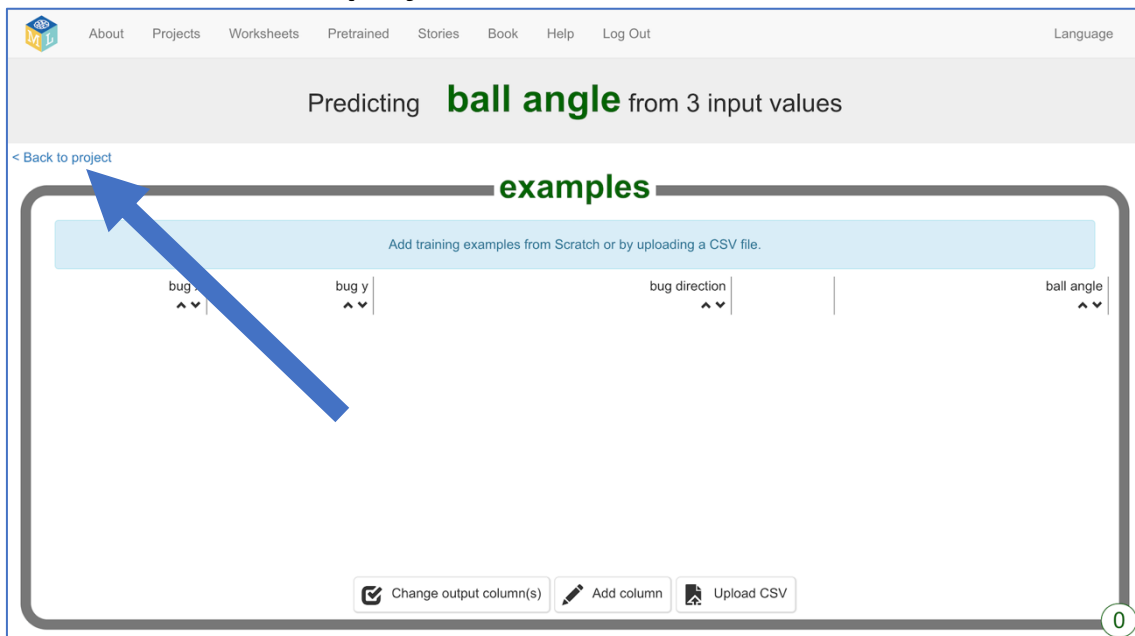 ML
About Projects Worksheets Pretrained Stories Book Help Log Out Language
Predicting ball angle from 3 input values
< Back to project
examples
Add training examples from Scratch or by uploading a CSV file.
bug bug y bug direction ball angle
Change output column(s) Add column Upload CSV
0